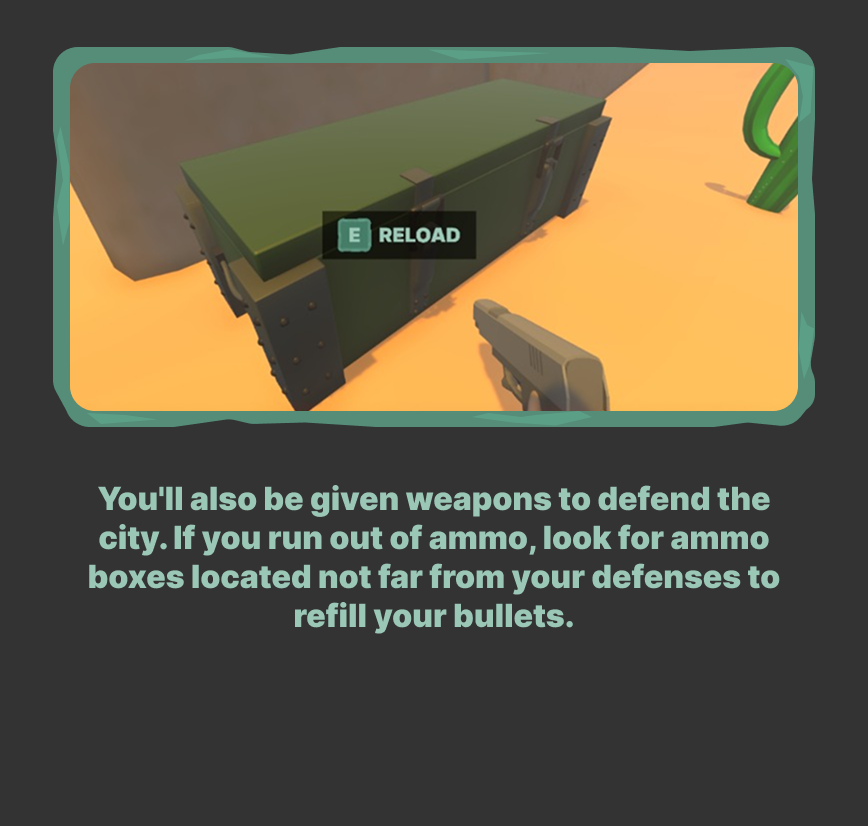 E RELOAD
You'll also be given weapons to defend the
city. If you run out of ammo, look for ammo
boxes located not far from your defenses to
refill your bullets.